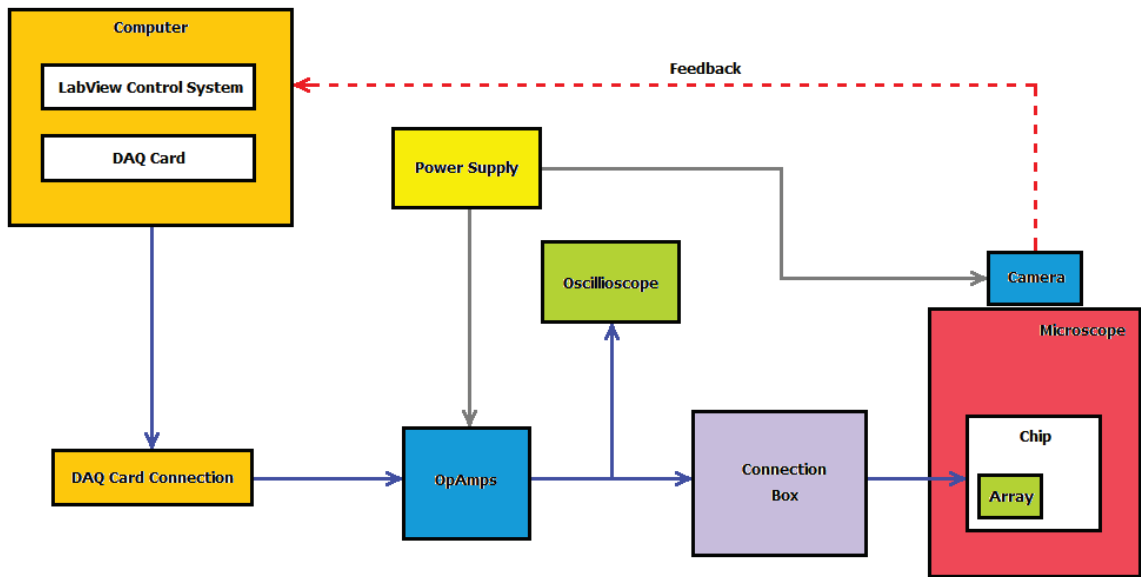 Computer
LabView Control System
DAQ Card
Feedback
Power Supply
Oscillioscope
Camera
Microscope
Chip
Array
DAQ Card Connection
OpAmps
Connection
Box